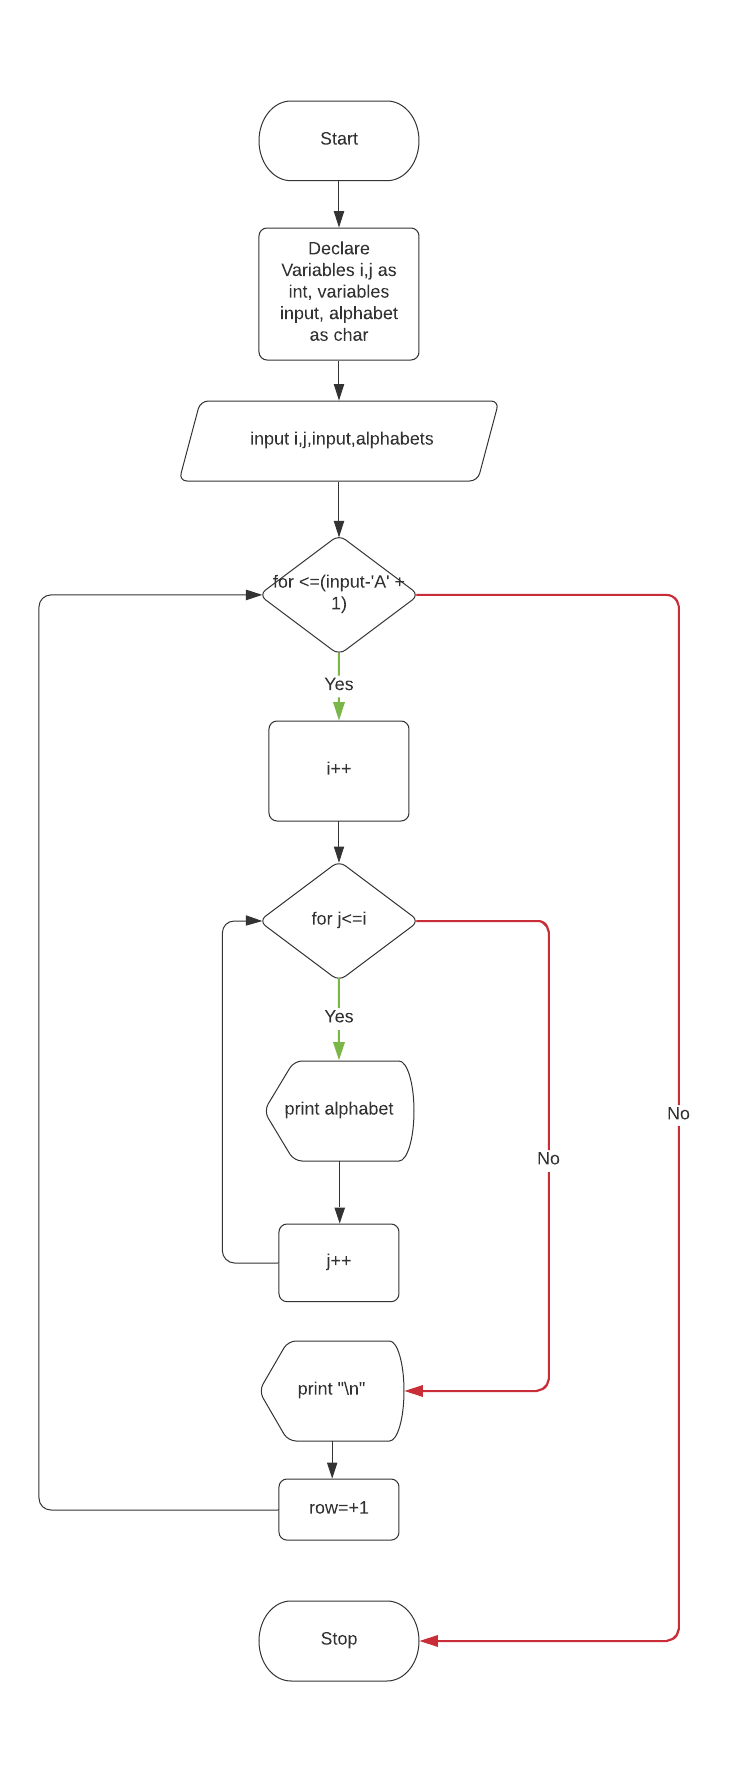 Start
Declare
Variables i,j as
int, variables
input, alphabet
as char
input i,j,input,alphabets
for <=(input-'A' +
1)
Yes
i++
for j<=i
Yes
print alphabet
No
No
j++
print "\n"
row=+1
Stop